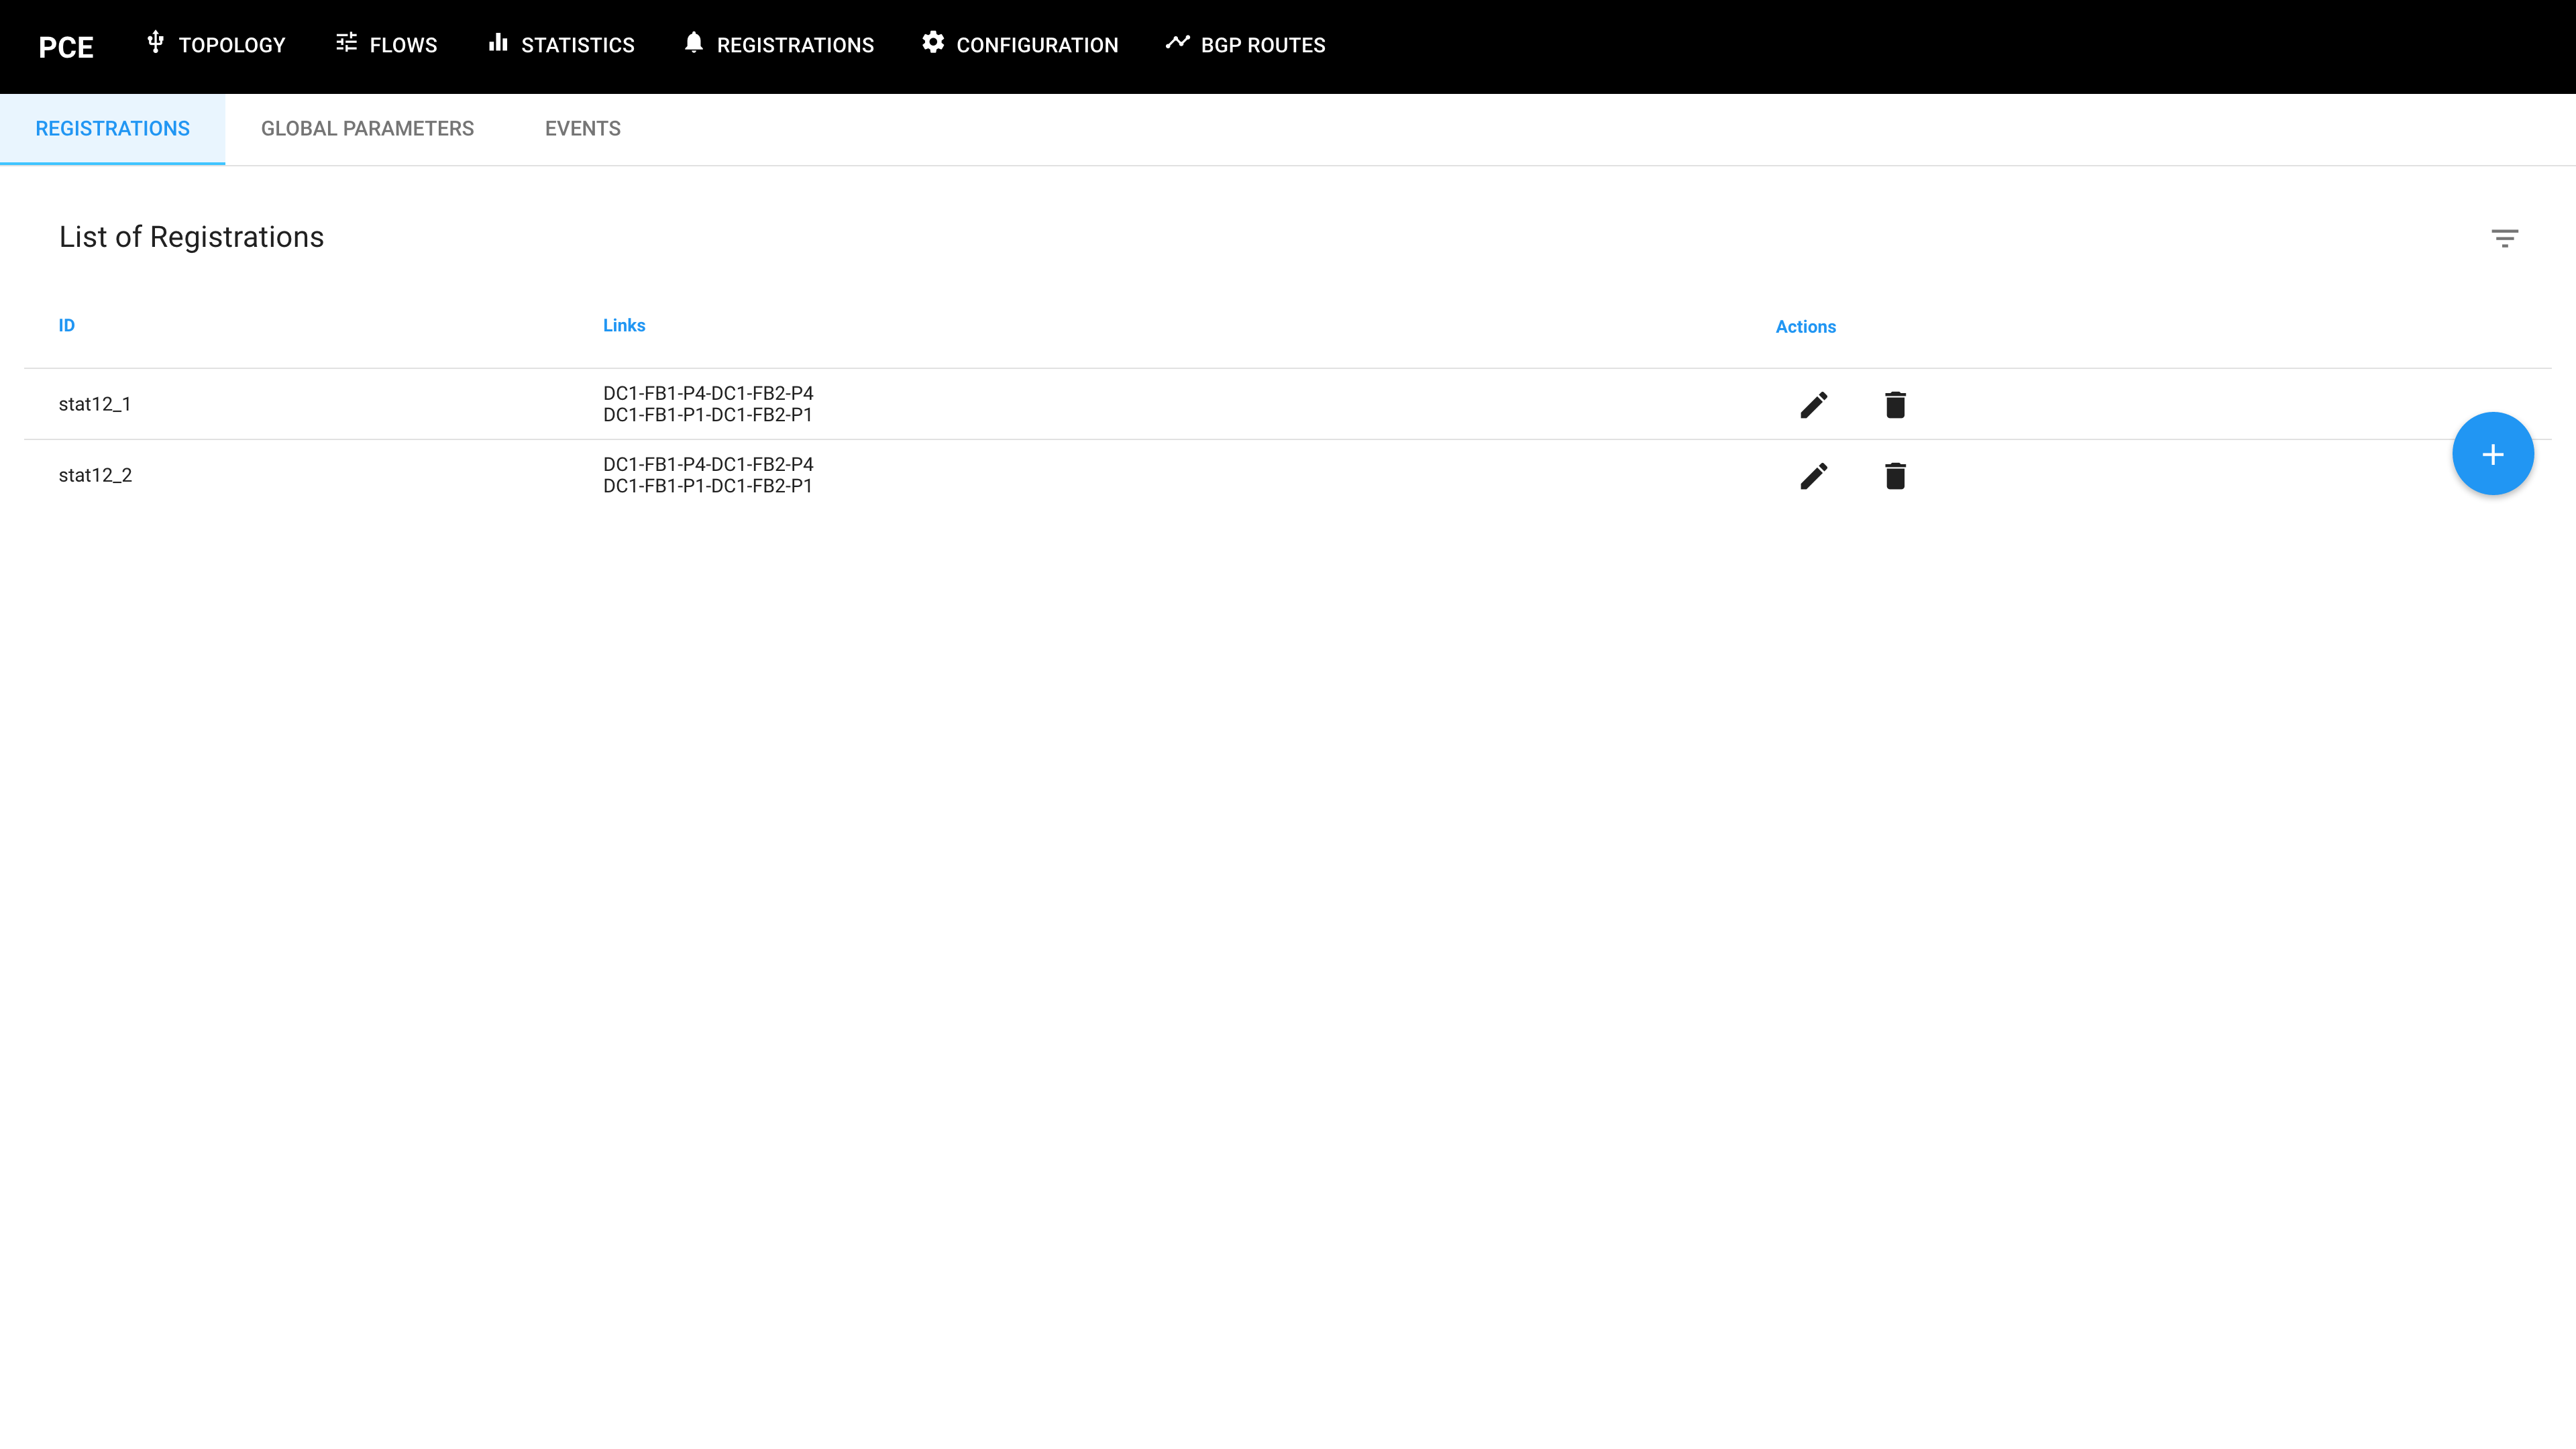 PCE TOPOLOGY FLOWS STATISTICS REGISTRATIONS CONFIGURATION BGP ROUTES
REGISTRATIONS GLOBAL PARAMETERS EVENTS
List of Registrations
ID Links Actions
stat12_1
DC1-FB1-P4-DC1-FB2-P4
DC1-FB1-P1-DC1-FB2-P1
stat12_2
DC1-FB1-P4-DC1-FB2-P4
DC1-FB1-P1-DC1-FB2-P1